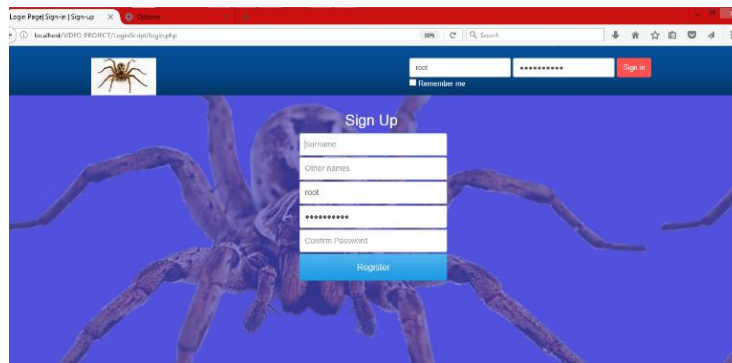 Login Page| Sign-in | Sign-up
Options
localhost/VIDEO PROJECT/LoginScript/login.php
80%
Search
root
●●●●●●●●●●
Sign in
Remember me
Sign Up
Surname
Other names
root
●●●●●●●●●●
Confirm Password
Register